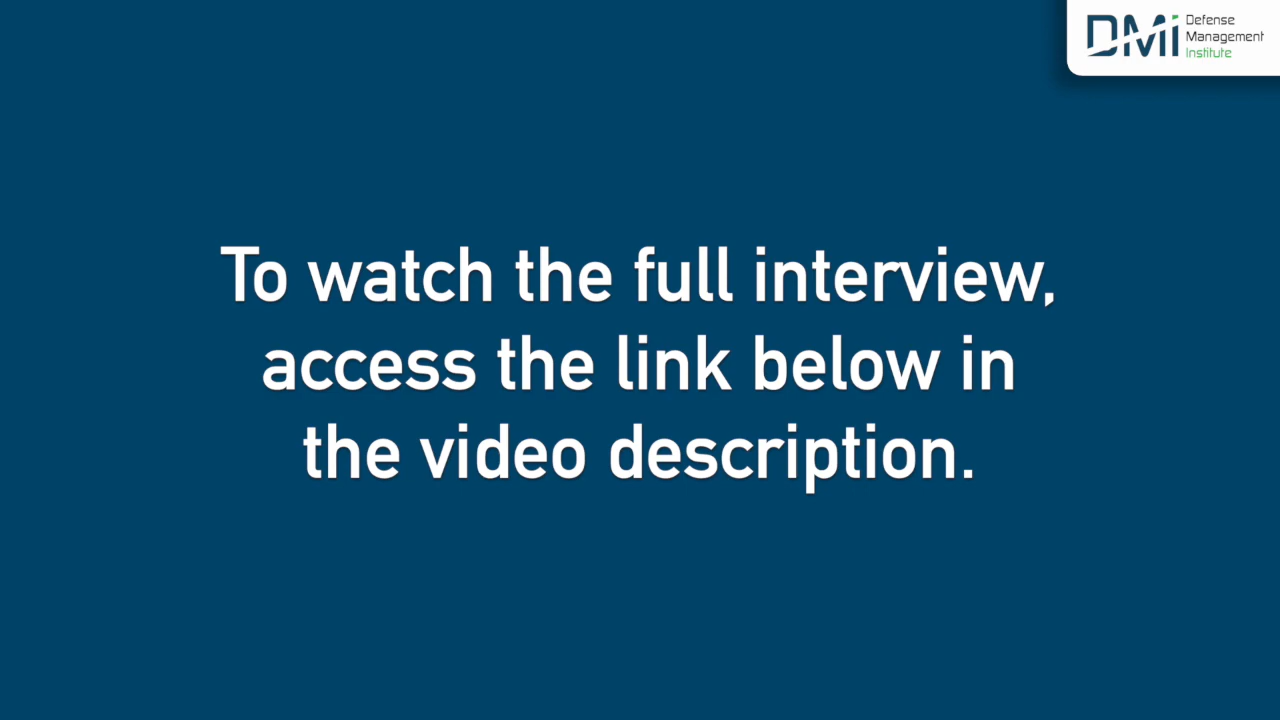 DMi
Defense
Management
Institute
To watch the full interview,
access the link below in
the video description.